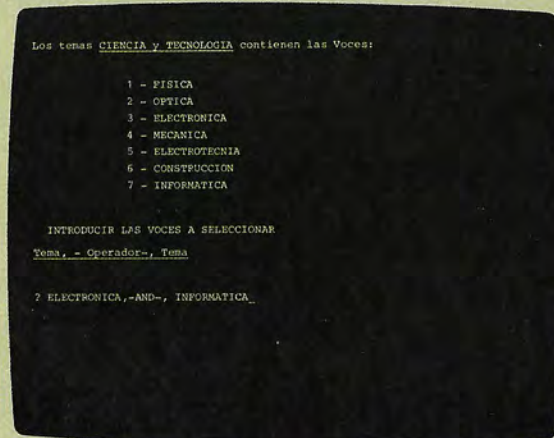 Los temas CIENCIA y TECNOLOGIA contienen las Voces:
1 - FISICA
2 - OPTICA
3 - ELECTRONICA
4 - MECANICA
5 - ELECTROTECNIA
6 - CONSTRUCCION
7 - INFORMATICA
INTRODUCIR LAS VOCES A SELECCIONAR
Tema, - Operador-, Tema
? ELECTRONICA,-AND-, INFORMATICA_